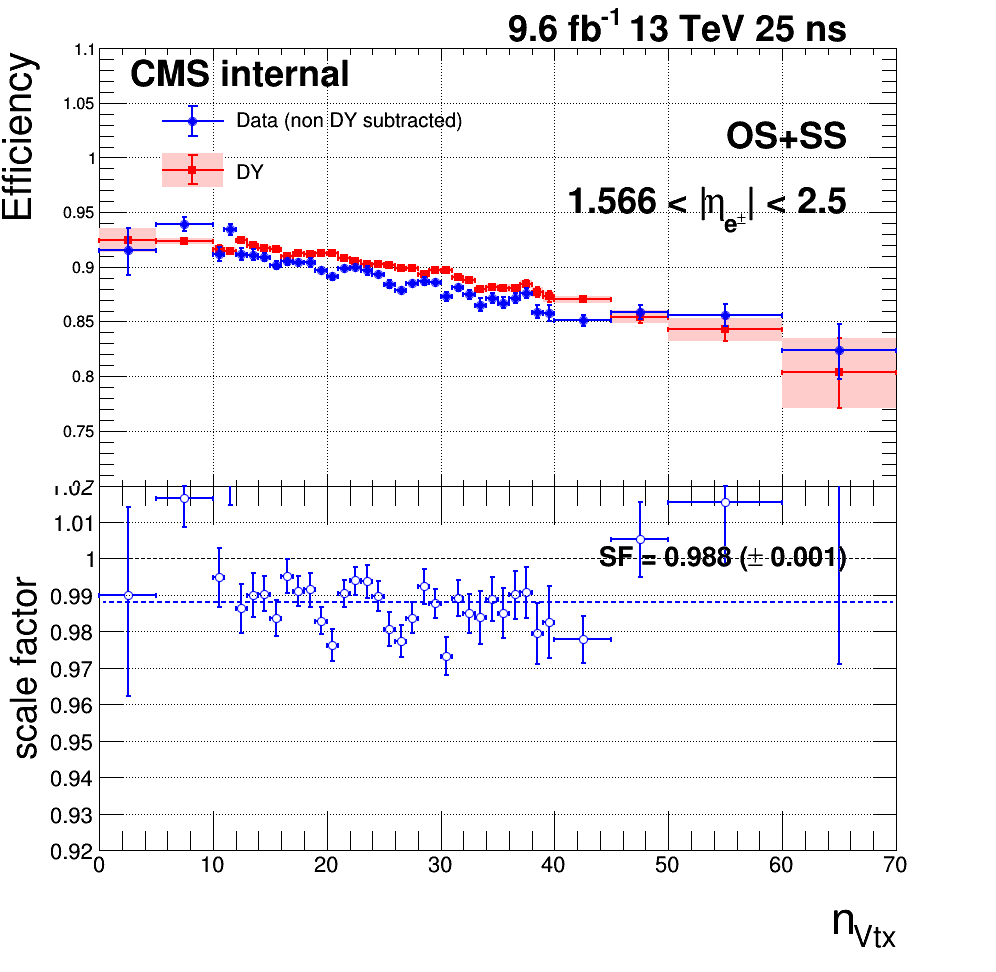 9.6 fb⁻¹ 13 TeV 25 ns
CMS internal
Data (non DY subtracted)
DY
OS+SS
1.566 < |η_e±| < 2.5
Efficiency
1.1
1.05
1
0.95
0.9
0.85
0.8
0.75
1.02
1.01
1
0.99
0.98
0.97
0.96
0.95
0.94
0.93
0.92
SF = 0.988 (± 0.001)
scale factor
0 10 20 30 40 50 60 70
n_Vtx